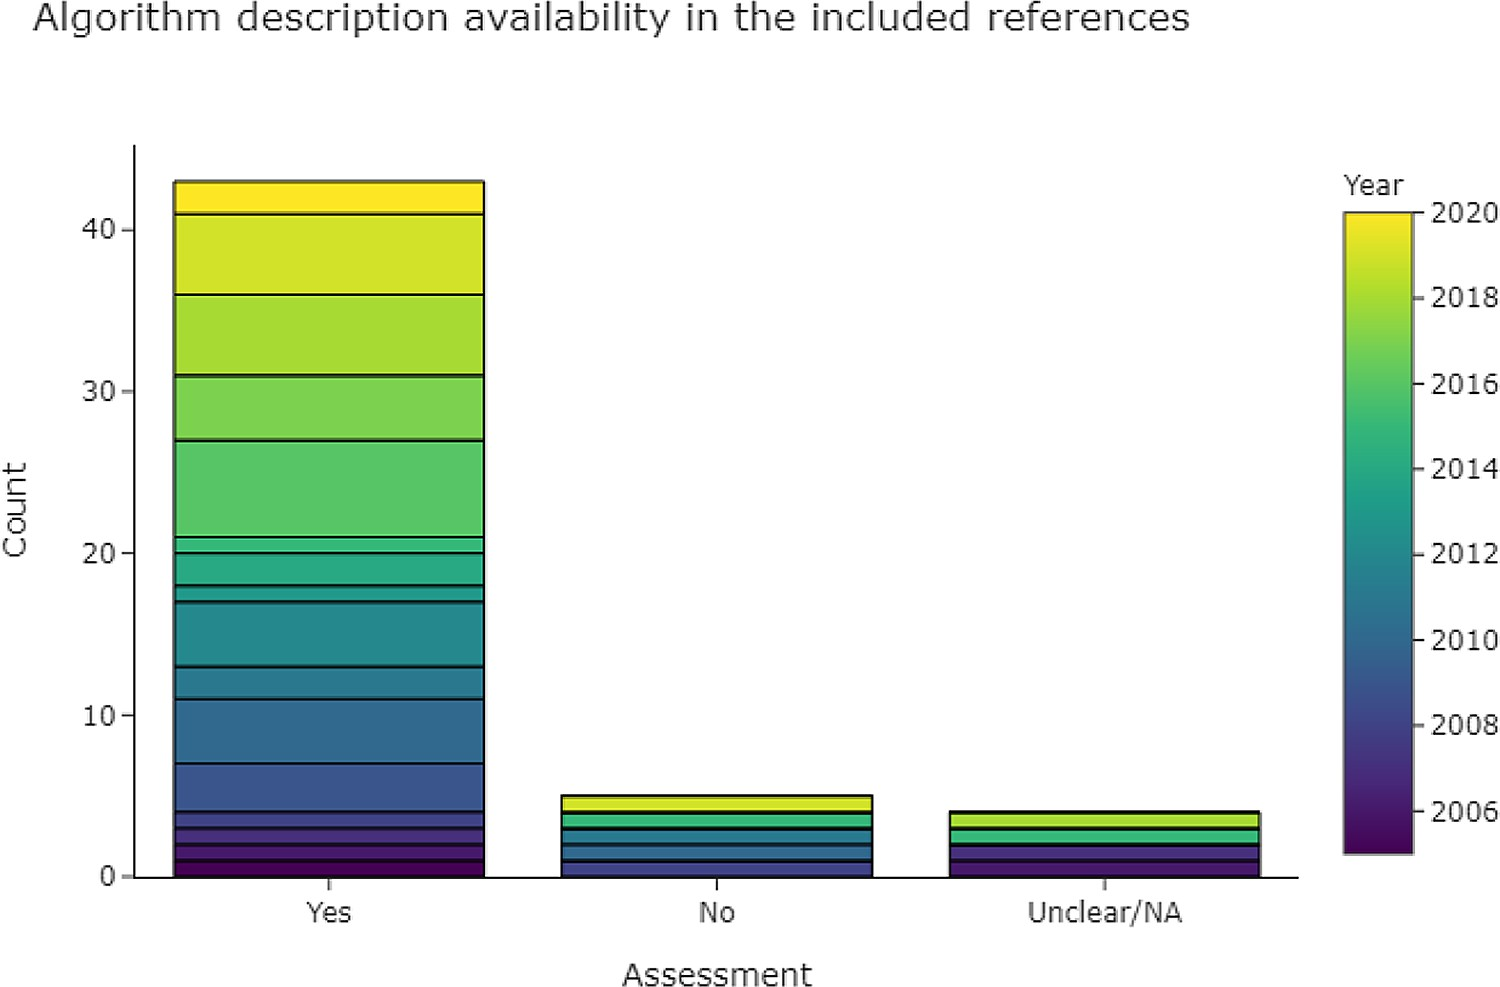 Algorithm description availability in the included references
Year
2020
2018
2016
2014
2012
2010
2008
2006
Count
40
30
20
10
0
Yes
No
Unclear/NA
Assessment